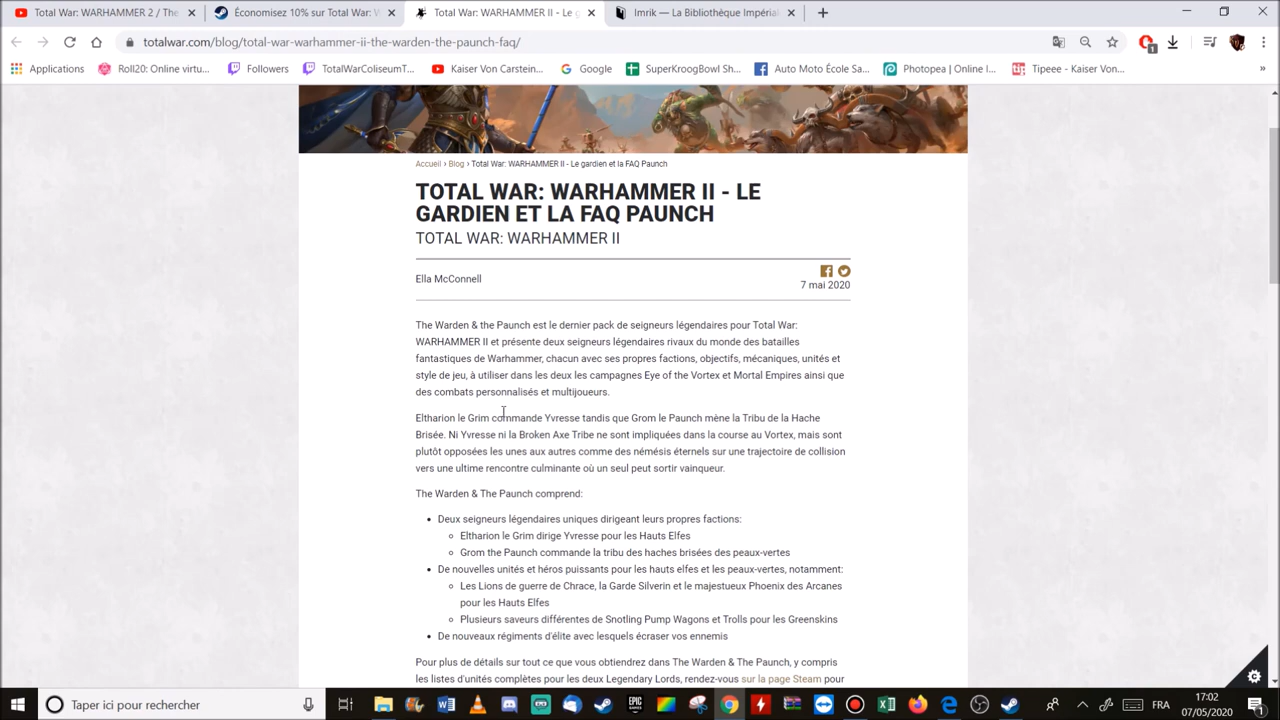 Total War: WARHAMMER 2 / The
Économisez 10% sur Total War: W
Total War: WARHAMMER II - Le g
Imrik — La Bibliothèque Impérial
totalwar.com/blog/total-war-warhammer-ii-the-warden-the-paunch-faq/
1
Applications
Roll20: Online virtu...
Followers
TotalWarColiseumT...
Kaiser Von Carstein...
Google
SuperKroogBowl Sh...
Auto Moto École Sa...
Photopea | Online I...
Tipeee - Kaiser Von...
»
Accueil › Blog › Total War: WARHAMMER II - Le gardien et la FAQ Paunch
TOTAL WAR: WARHAMMER II - LE
GARDIEN ET LA FAQ PAUNCH
TOTAL WAR: WARHAMMER II
Ella McConnell
7 mai 2020
The Warden & the Paunch est le dernier pack de seigneurs légendaires pour Total War:
WARHAMMER II et présente deux seigneurs légendaires rivaux du monde des batailles
fantastiques de Warhammer, chacun avec ses propres factions, objectifs, mécaniques, unités et
style de jeu, à utiliser dans les deux les campagnes Eye of the Vortex et Mortal Empires ainsi que
des combats personnalisés et multijoueurs.
Eltharion le Grim commande Yvresse tandis que Grom le Paunch mène la Tribu de la Hache
Brisée. Ni Yvresse ni la Broken Axe Tribe ne sont impliquées dans la course au Vortex, mais sont
plutôt opposées les unes aux autres comme des némésis éternels sur une trajectoire de collision
vers une ultime rencontre culminante où un seul peut sortir vainqueur.
The Warden & The Paunch comprend:
• Deux seigneurs légendaires uniques dirigeant leurs propres factions:
Eltharion le Grim dirige Yvresse pour les Hauts Elfes
Grom the Paunch commande la tribu des haches brisées des peaux-vertes
• De nouvelles unités et héros puissants pour les hauts elfes et les peaux-vertes, notamment:
Les Lions de guerre de Chrace, la Garde Silverin et le majestueux Phoenix des Arcanes
pour les Hauts Elfes
Plusieurs saveurs différentes de Snotling Pump Wagons et Trolls pour les Greenskins
• De nouveaux régiments d'élite avec lesquels écraser vos ennemis
Pour plus de détails sur tout ce que vous obtiendrez dans The Warden & The Paunch, y compris
les listes d'unités complètes pour les deux Legendary Lords, rendez-vous sur la page Steam pour
Taper ici pour rechercher
EPIC
GAMES
FRA
17:02
07/05/2020
1